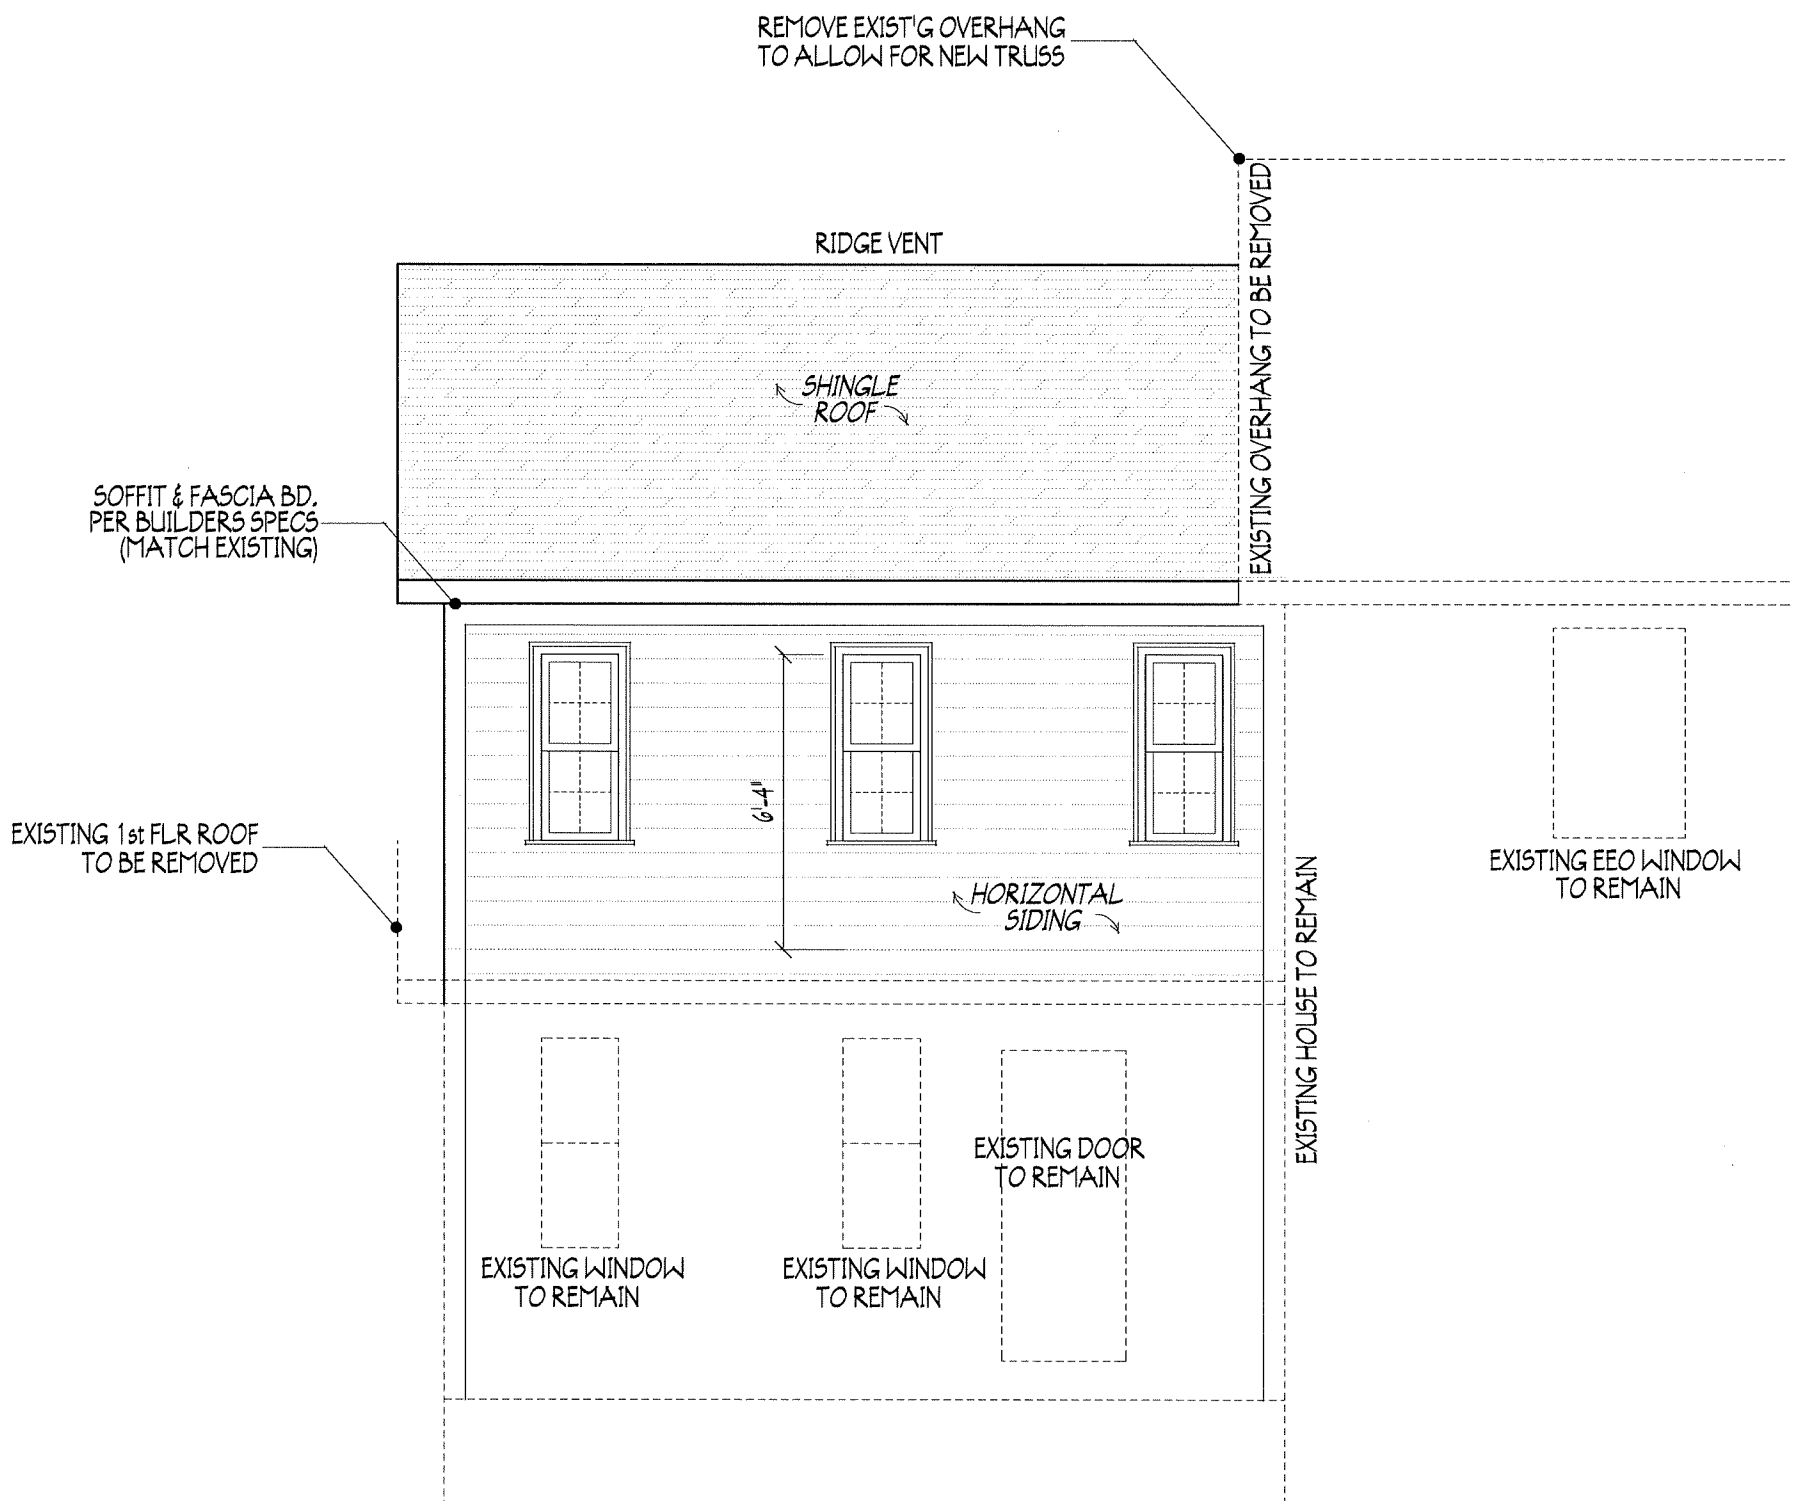 REMOVE EXIST'G OVERHANG
TO ALLOW FOR NEW TRUSS
EXISTING OVERHANG TO BE REMOVED
RIDGE VENT
SHINGLE
ROOF
SOFFIT & FASCIA BD.
PER BUILDERS SPECS
(MATCH EXISTING)
6'-4"
EXISTING 1st FLR ROOF
TO BE REMOVED
HORIZONTAL
SIDING
EXISTING EEO WINDOW
TO REMAIN
EXISTING HOUSE TO REMAIN
EXISTING DOOR
TO REMAIN
EXISTING WINDOW
TO REMAIN
EXISTING WINDOW
TO REMAIN